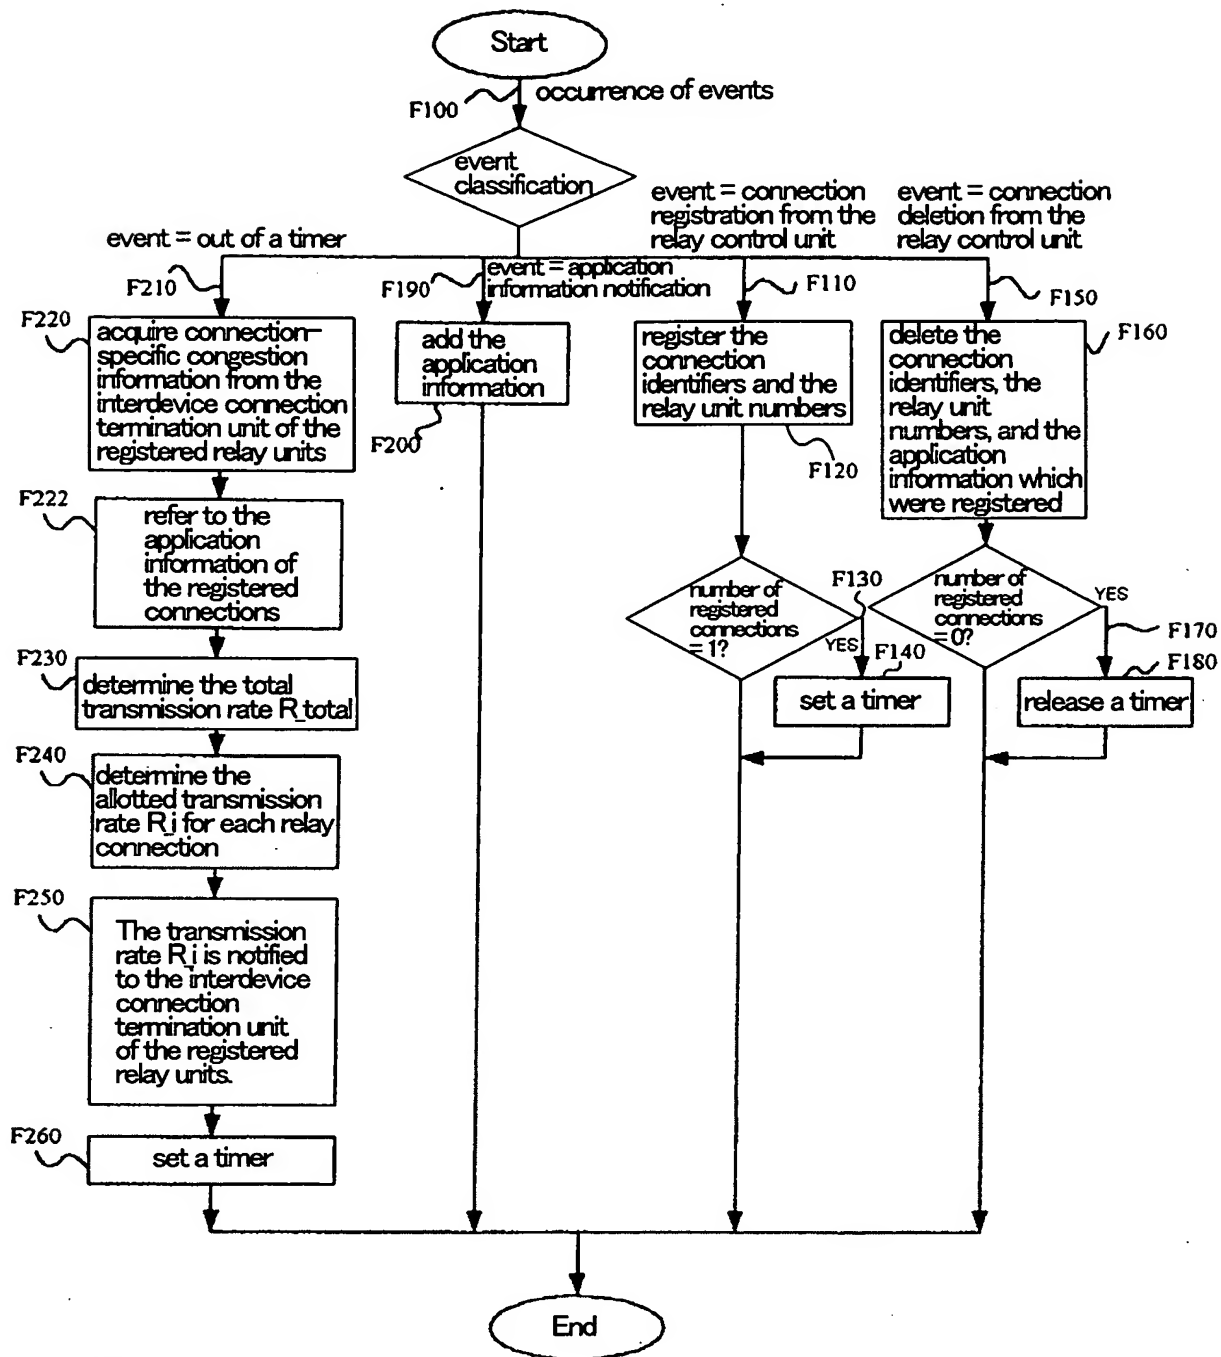 Start
F100
occurrence of events
event
classification
event = connection
registration from the
relay control unit
event = connection
deletion from the
relay control unit
event = out of a timer
F210
F190
event = application
information notification
F110
F150
F220
acquire connection-
specific congestion
information from the
interdevice connection
termination unit of the
registered relay units
add the
application
information
F200
register the
connection
identifiers and the
relay unit numbers
F120
delete the
connection
identifiers, the
relay unit
numbers, and the
application
information which
were registered
F160
F222
refer to the
application
information of
the registered
connections
number of
registered
connections
= 1?
F130
YES
F140
set a timer
number of
registered
connections
= 0?
YES
F170
F180
release a timer
F230
determine the total
transmission rate R_total
F240
determine the
allotted transmission
rate R_i for each relay
connection
F250
The transmission
rate R_i is notified
to the interdevice
connection
termination unit
of the registered
relay units.
F260
set a timer
End